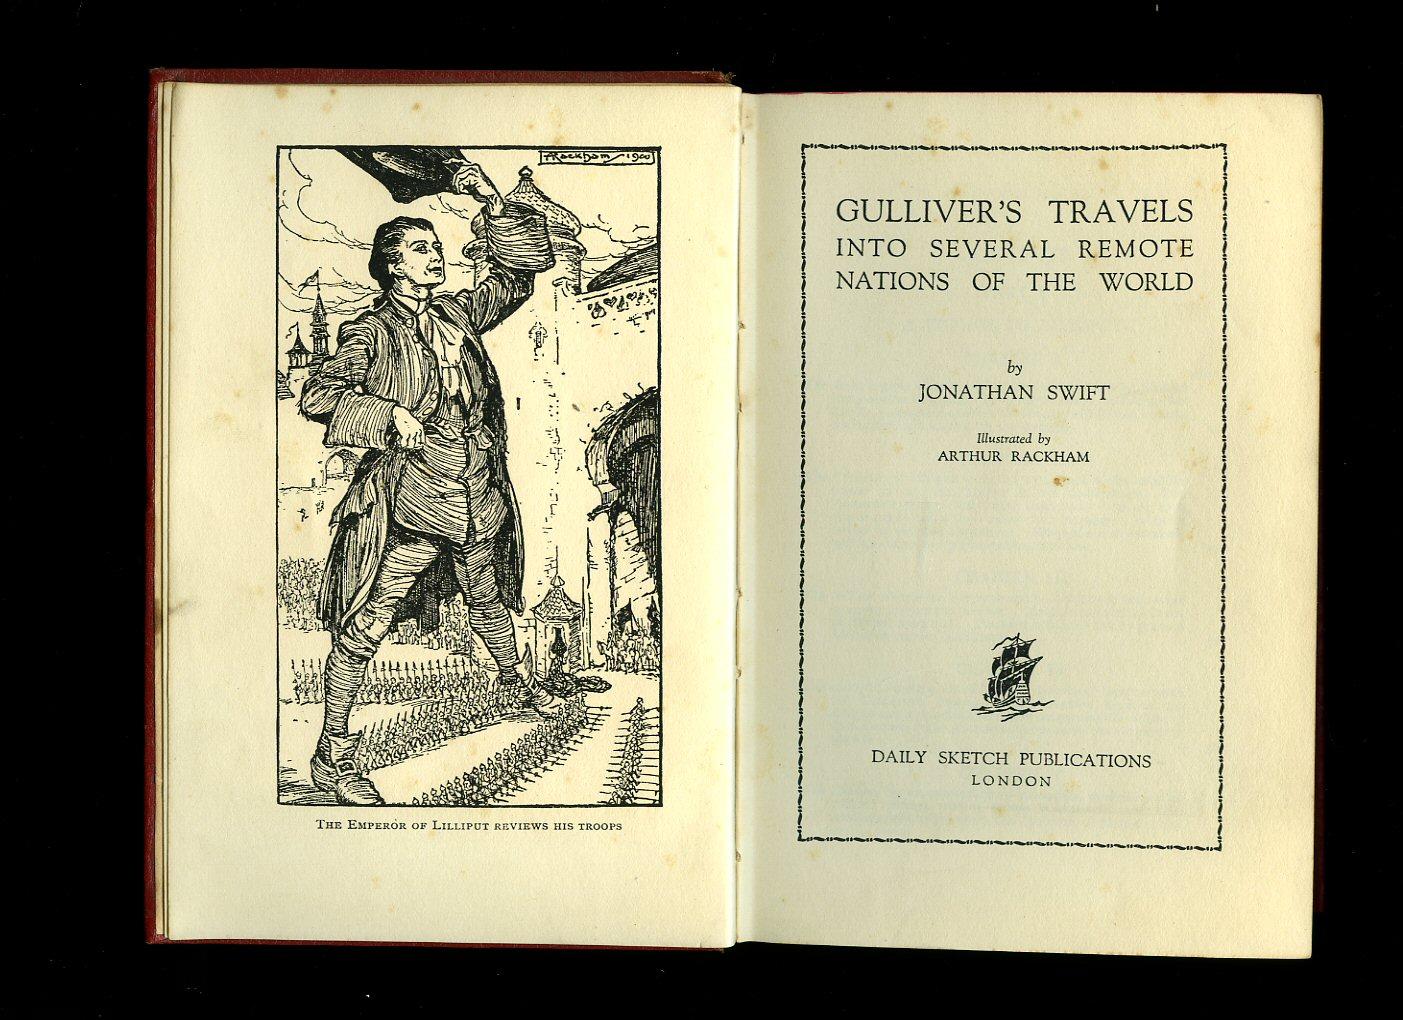 A Rackham 1900
THE EMPEROR OF LILLIPUT REVIEWS HIS TROOPS
GULLIVER'S TRAVELS
INTO SEVERAL REMOTE
NATIONS OF THE WORLD
by
JONATHAN SWIFT
Illustrated by
ARTHUR RACKHAM
DAILY SKETCH PUBLICATIONS
LONDON